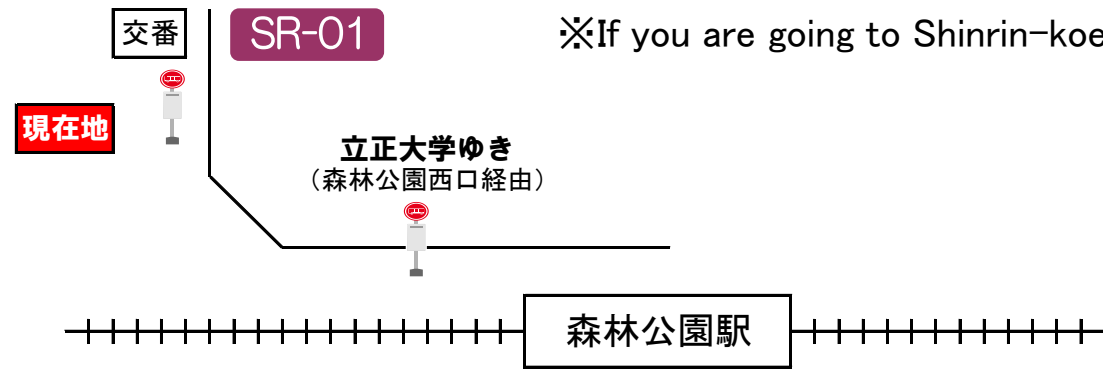 交番
SR-01
※If you are going to Shinrin-koe
現在地
立正大学ゆき
（森林公園西口経由）
森林公園駅